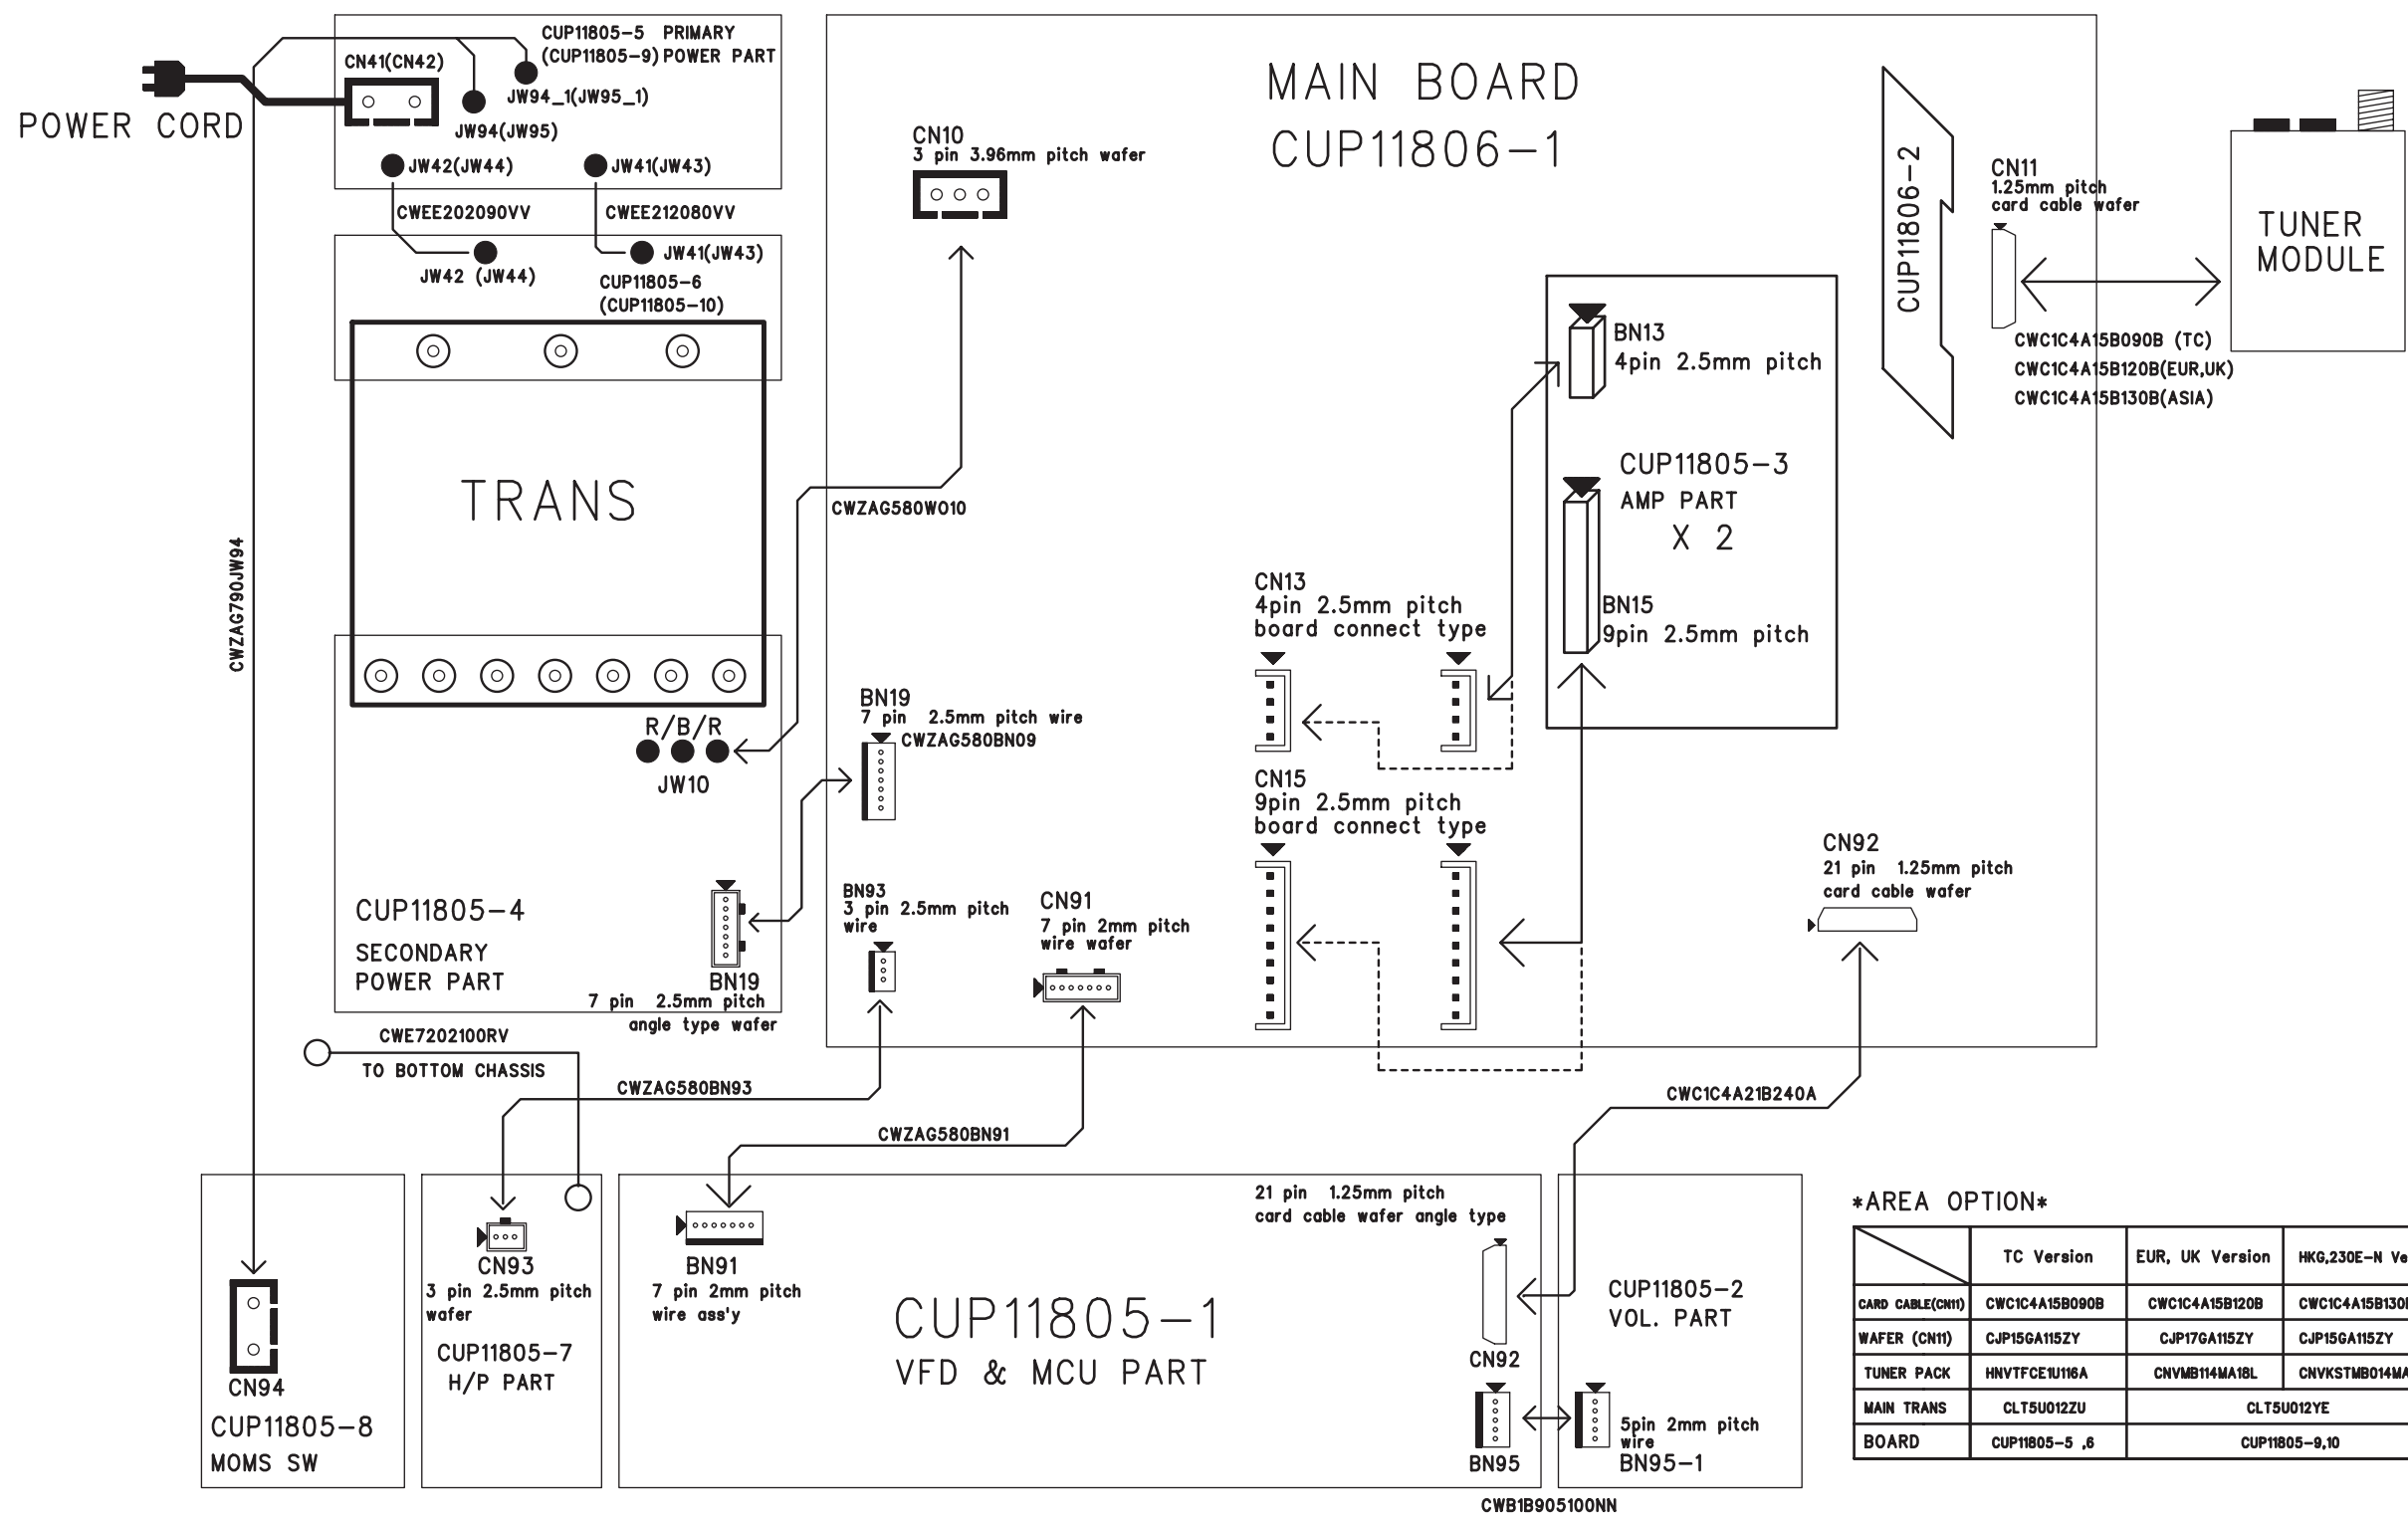 CUP11805-5 PRIMARY
(CUP11805-9) POWER PART
CN41(CN42)
JW94_1(JW95_1)
JW94(JW95)
POWER CORD
JW42(JW44)
JW41(JW43)
CWEE202090VV
CWEE212080VV
JW42 (JW44)
JW41(JW43)
CUP11805-6
(CUP11805-10)
TRANS
CWZAG790JW94
R/B/R
JW10
CUP11805-4
SECONDARY
POWER PART
BN19
7 pin 2.5mm pitch
angle type wafer
MAIN BOARD
CUP11806-1
CN10
3 pin 3.96mm pitch wafer
CWZAG580WO10
CUP11806-2
CN11
1.25mm pitch
card cable wafer
TUNER
MODULE
CWC1C4A15B090B (TC)
CWC1C4A15B120B(EUR,UK)
CWC1C4A15B130B(ASIA)
BN13
4pin 2.5mm pitch
CUP11805-3
AMP PART
X 2
BN15
9pin 2.5mm pitch
CN13
4pin 2.5mm pitch
board connect type
CN15
9pin 2.5mm pitch
board connect type
BN19
7 pin 2.5mm pitch wire
CWZAG580BN09
BN93
3 pin 2.5mm pitch
wire
CN91
7 pin 2mm pitch
wire wafer
CN92
21 pin 1.25mm pitch
card cable wafer
CWE7202100RV
TO BOTTOM CHASSIS
CWZAG580BN93
CWZAG580BN91
CWC1C4A21B240A
CN94
CUP11805-8
MOMS SW
CN93
3 pin 2.5mm pitch
wafer
CUP11805-7
H/P PART
BN91
7 pin 2mm pitch
wire ass'y
CUP11805-1
VFD & MCU PART
21 pin 1.25mm pitch
card cable wafer angle type
CN92
BN95
CUP11805-2
VOL. PART
5pin 2mm pitch
wire
BN95-1
CWB1B905100NN
*AREA OPTION*
TC Version EUR, UK Version HKG,230E-N Ve
CARD CABLE(CN11) CWC1C4A15B090B CWC1C4A15B120B CWC1C4A15B130
WAFER (CN11) CJP15GA115ZY CJP17GA115ZY CJP15GA115ZY
TUNER PACK HNVTFCE1U116A CNVMB114MA18L CNVKSTMB014MA
MAIN TRANS CLT5U012ZU CLT5U012YE
BOARD CUP11805-5 ,6 CUP11805-9,10